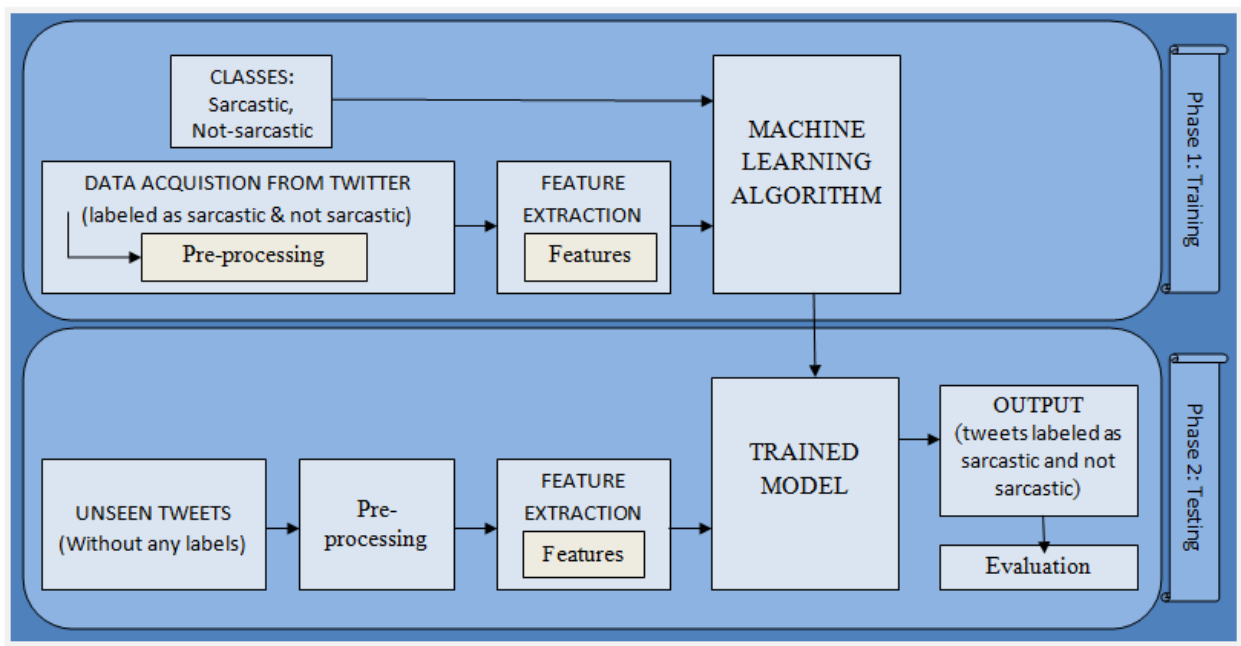 CLASSES:
Sarcastic,
Not-sarcastic
MACHINE
LEARNING
ALGORITHM
DATA ACQUISTION FROM TWITTER
(labeled as sarcastic & not sarcastic)
Pre-processing
FEATURE
EXTRACTION
Features
Phase 1: Training
UNSEEN TWEETS
(Without any labels)
Pre-
processing
FEATURE
EXTRACTION
Features
TRAINED
MODEL
OUTPUT
(tweets labeled as
sarcastic and not
sarcastic)
Evaluation
Phase 2: Testing